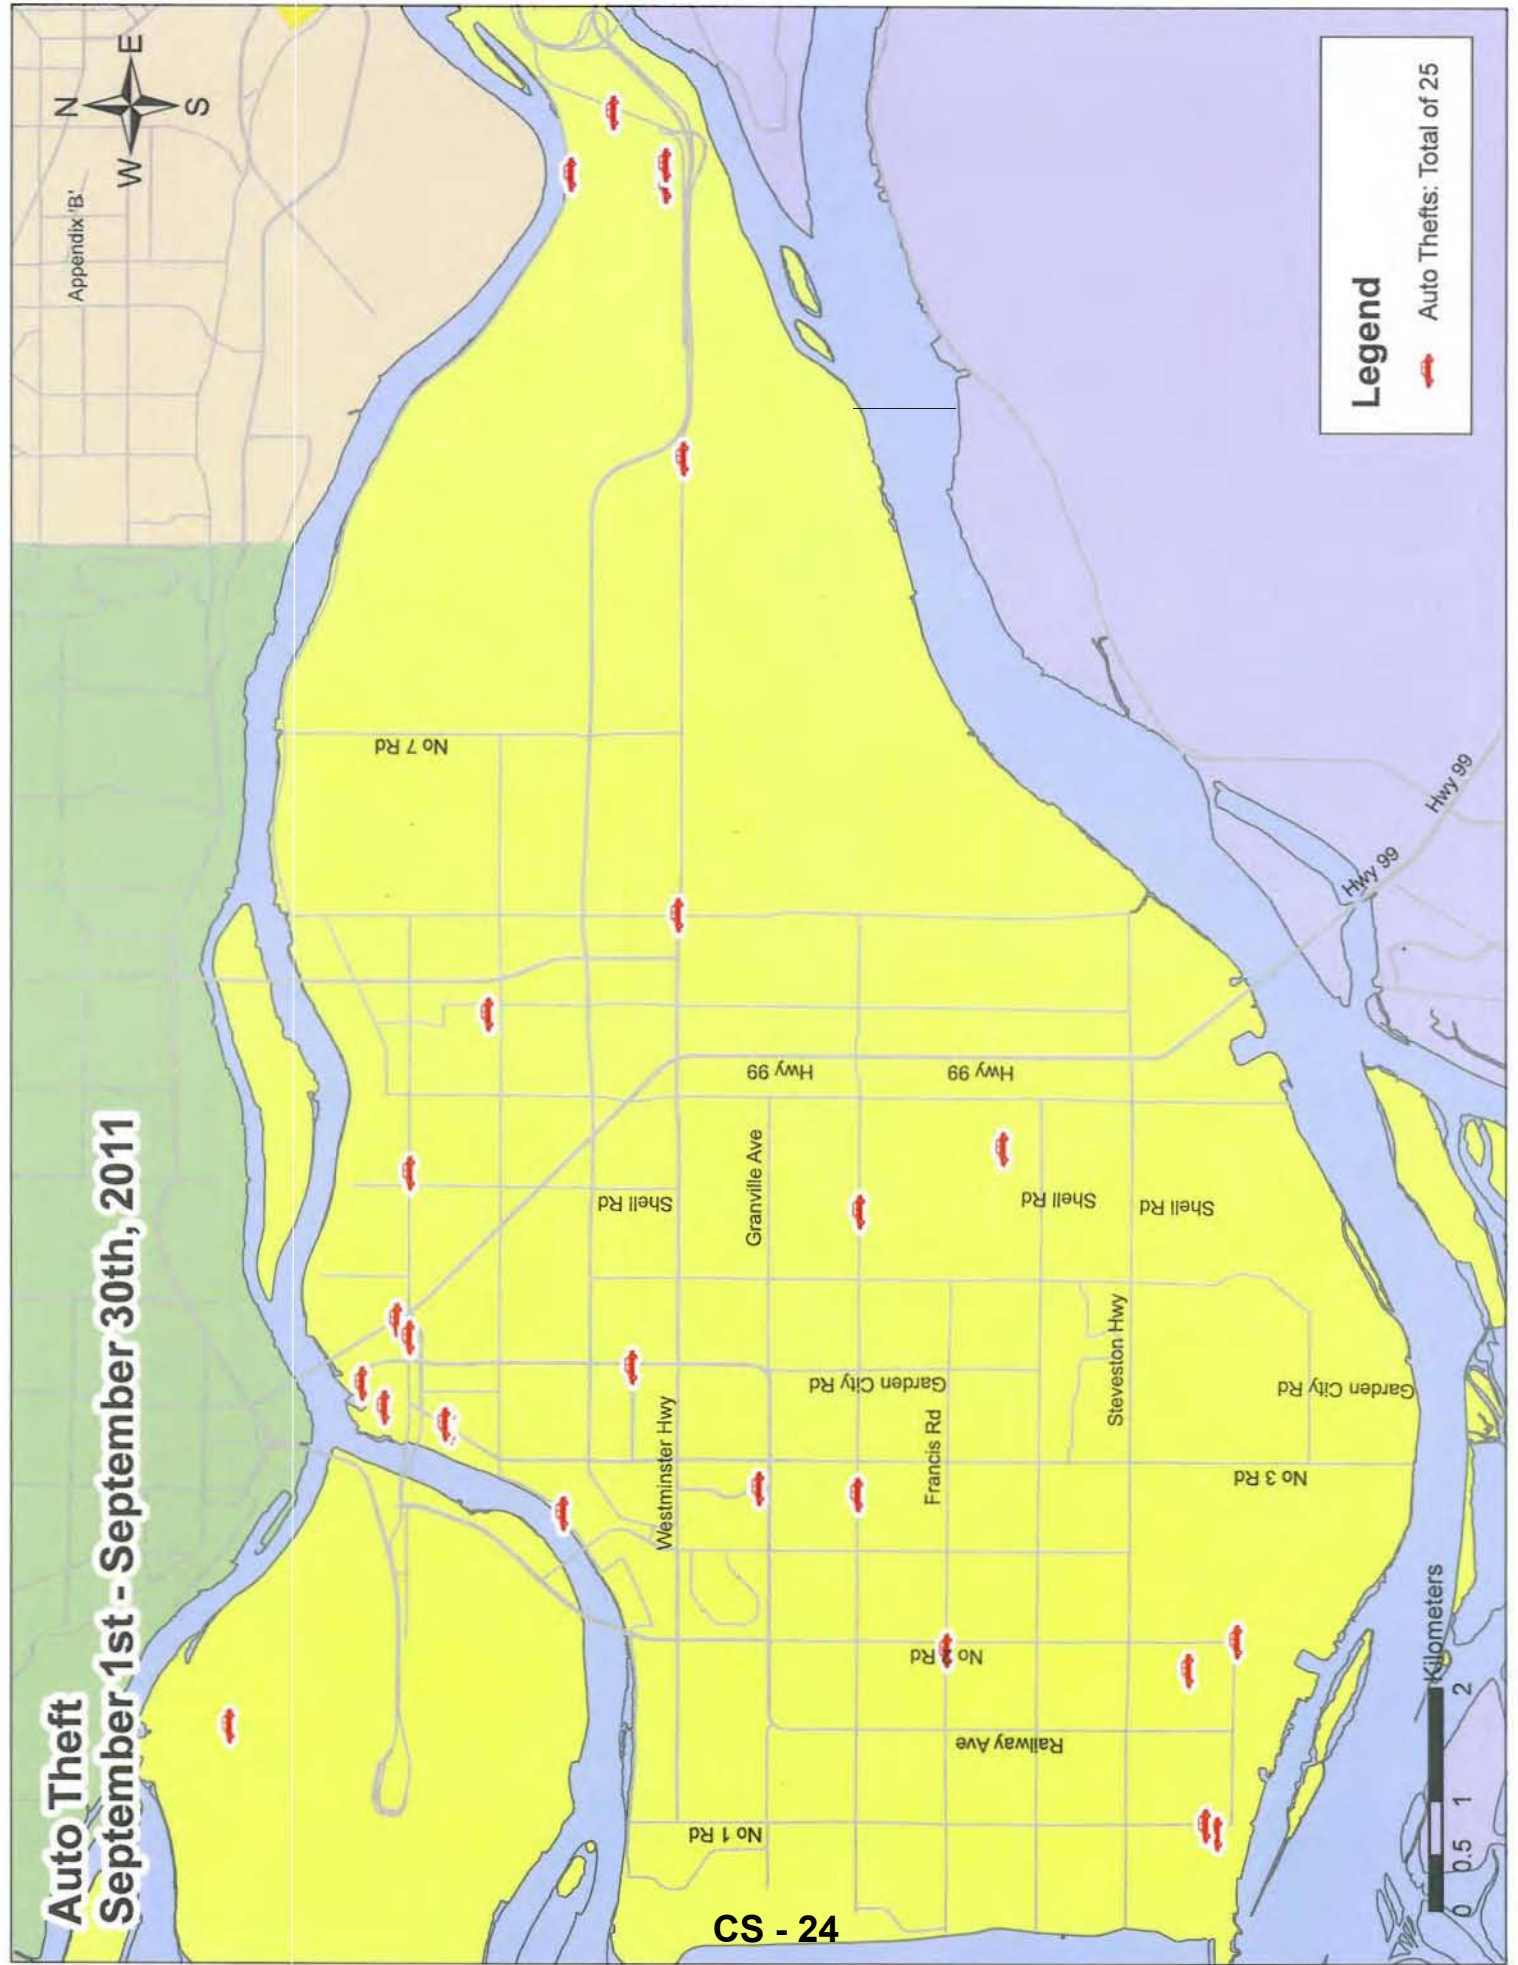 Auto Theft
September 1st - September 30th, 2011
Appendix 'B'
N
W
E
S
No 7 Rd
Hwy 99
Hwy 99
Hwy 99
Hwy 99
Shell Rd
Granville Ave
Shell Rd
Shell Rd
Westminster Hwy
Garden City Rd
Francis Rd
Steveston Hwy
Garden City Rd
No 3 Rd
No Rd
Railway Ave
No 1 Rd
Legend
Auto Thefts: Total of 25
Kilometers
0 0.5 1 2
CS - 24